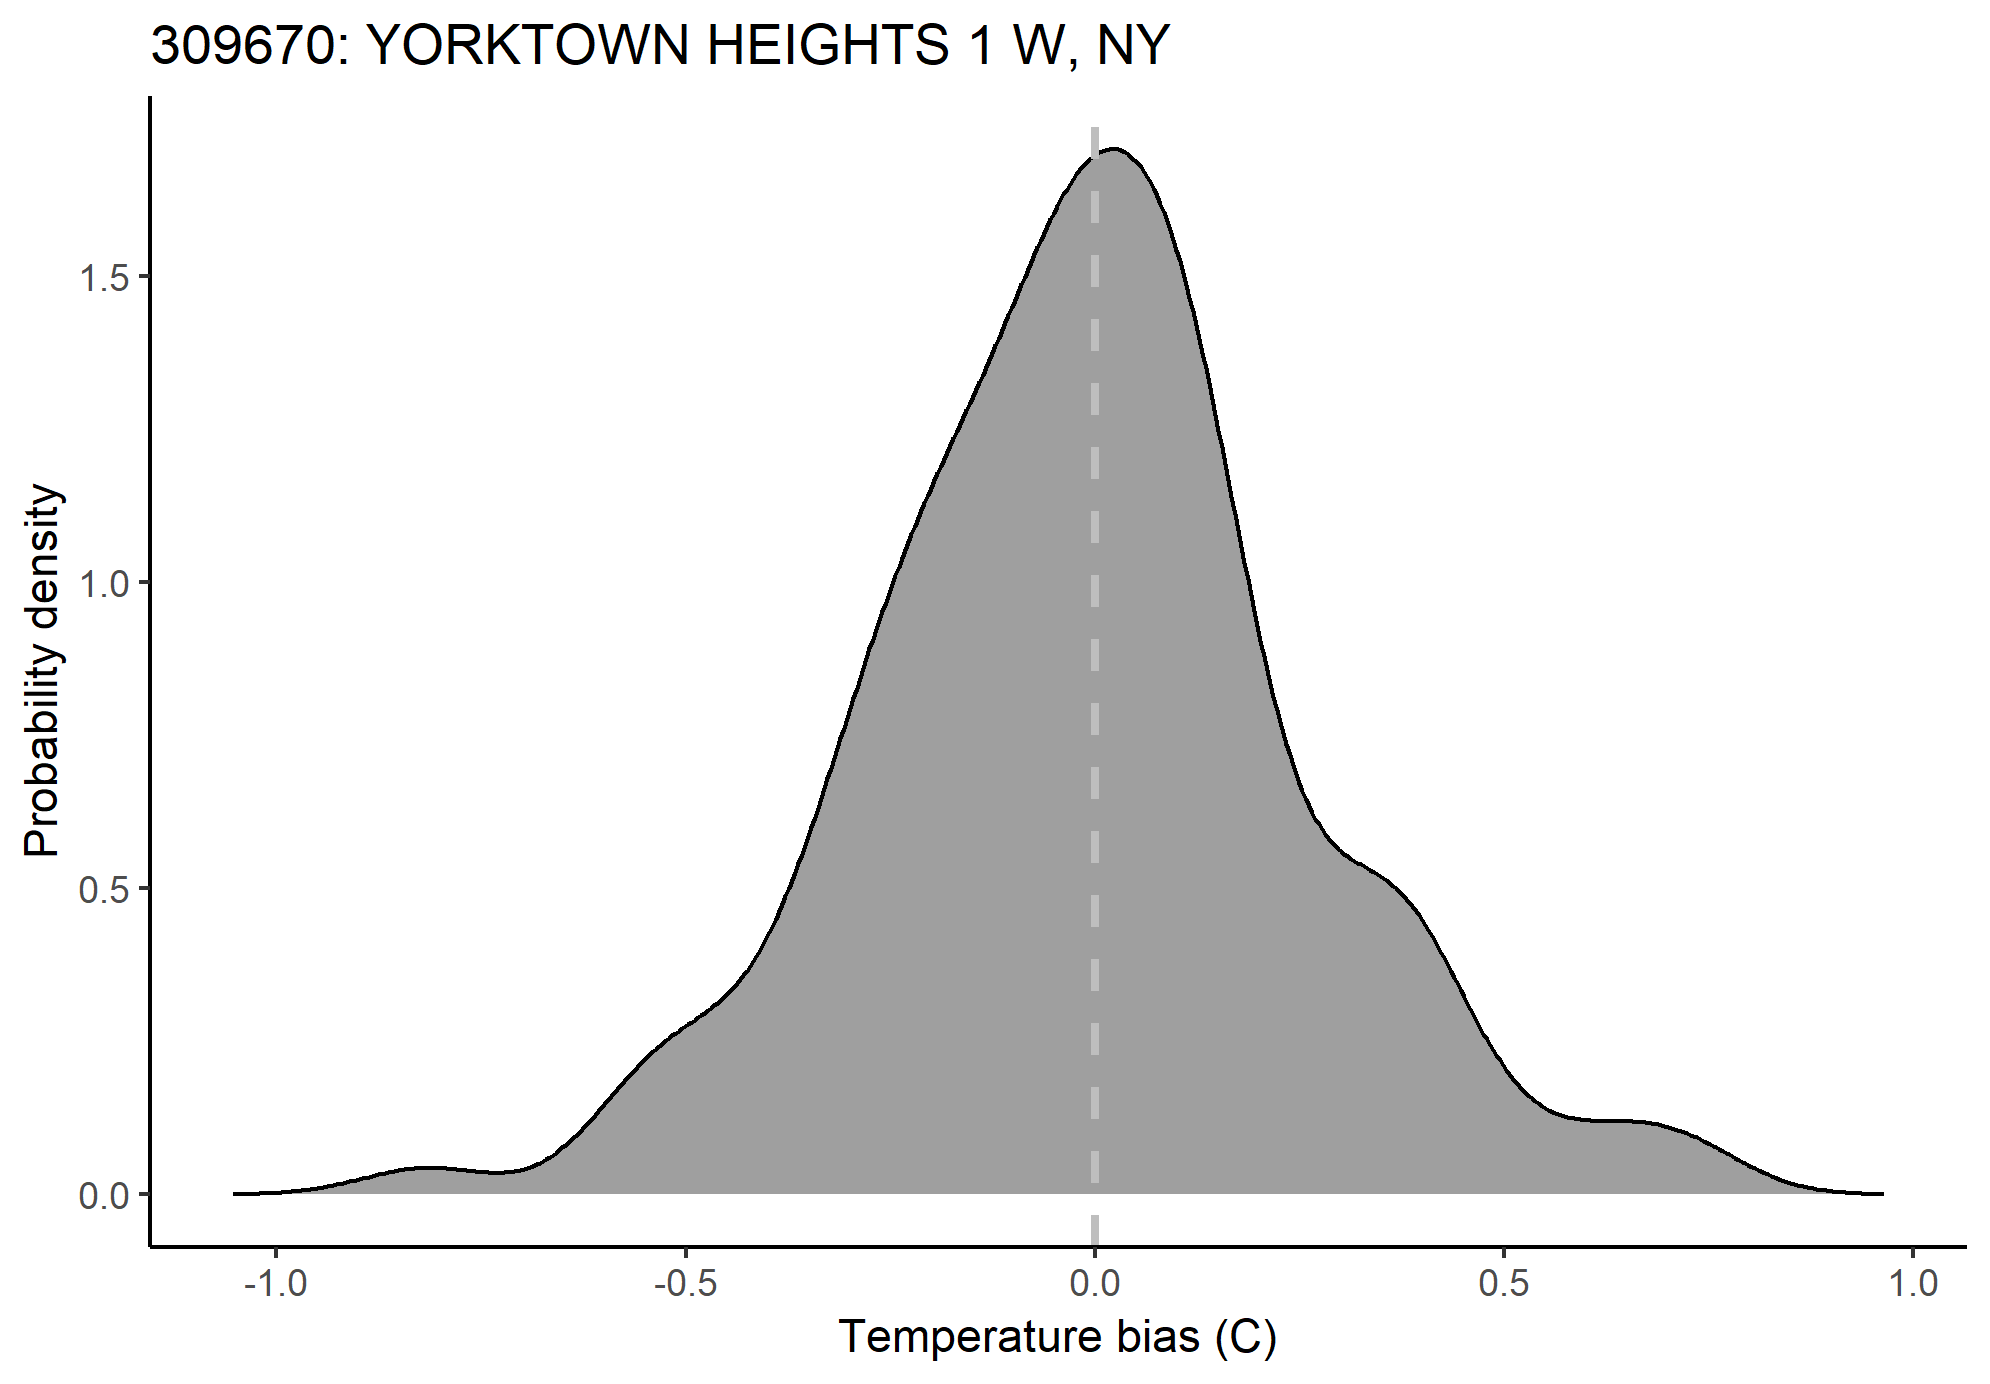 309670: YORKTOWN HEIGHTS 1 W, NY
Probability density
1.5
1.0
0.5
0.0
-1.0 -0.5 0.0 0.5 1.0
Temperature bias (C)